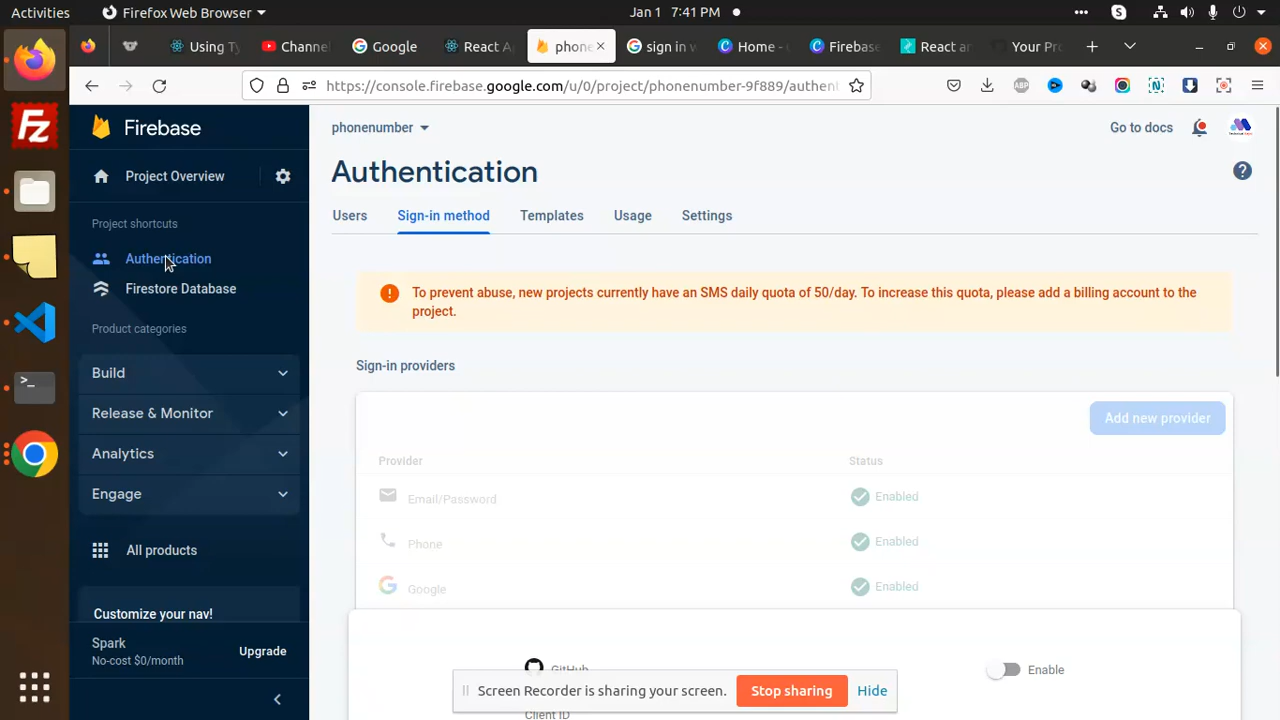 Activities
Firefox Web Browser
Jan 1 7:41 PM
Using Ty
Channe
Google
React A
phone
sign in w
Home -
Firebase
React an
Your Pr
https://console.firebase.google.com/u/0/project/phonenumber-9f889/authent
ABP
N
S
Fz
>_
Firebase
phonenumber
Go to docs
Project Overview
Authentication
?
Users
Sign-in method
Templates
Usage
Settings
Project shortcuts
Authentication
Firestore Database
! To prevent abuse, new projects currently have an SMS daily quota of 50/day. To increase this quota, please add a billing account to the
project.
Product categories
Sign-in providers
Build
Release & Monitor
Analytics
Engage
All products
Add new provider
Provider
Status
Email/Password
Enabled
Phone
Enabled
Google
Enabled
Customize your nav!
Spark
No-cost $0/month
Upgrade
GitHub
Enable
Client ID
Screen Recorder is sharing your screen.
Stop sharing
Hide